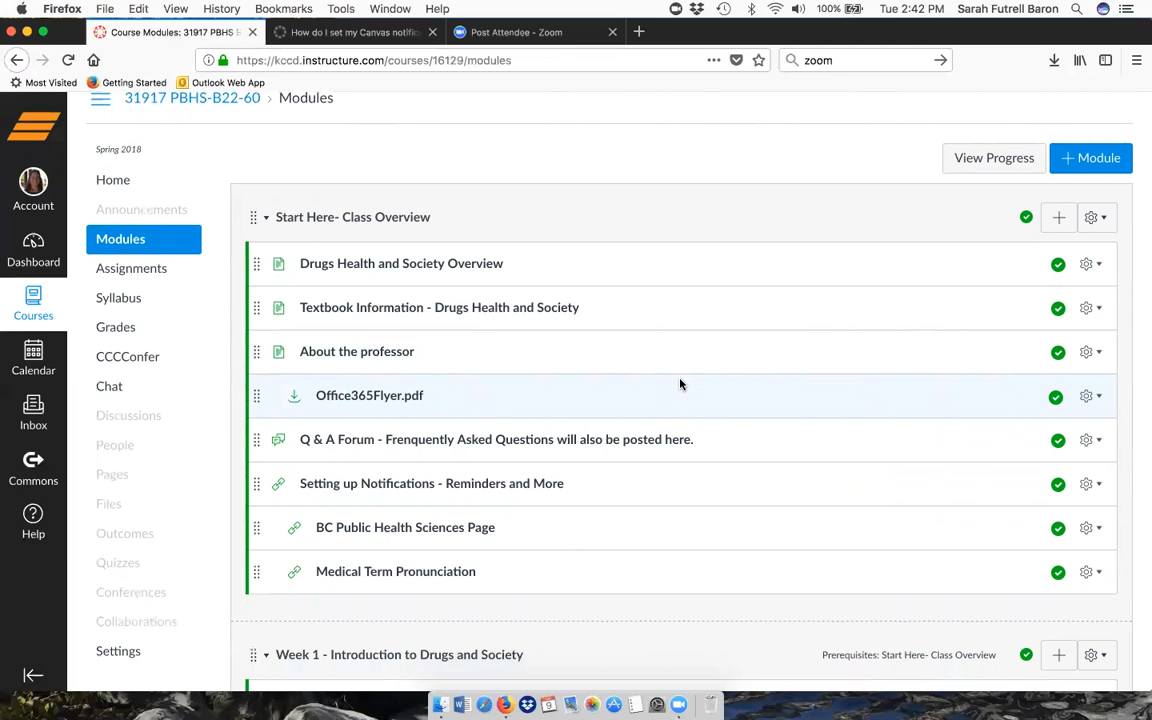 Firefox File Edit View History Bookmarks Tools Window Help 100% Tue 2:42 PM Sarah Futrell Baron
Course Modules: 31917 PBHS How do I set my Canvas notific Post Attendee - Zoom
https://kccd.instructure.com/courses/16129/modules zoom
Most Visited Getting Started Outlook Web App
31917 PBHS-B22-60 › Modules
Spring 2018
View Progress + Module
Account
Dashboard
Courses
Calendar
Inbox
Commons
Help
Home
Announcements
Modules
Assignments
Syllabus
Grades
CCCConfer
Chat
Discussions
People
Pages
Files
Outcomes
Quizzes
Conferences
Collaborations
Settings
Start Here- Class Overview
Drugs Health and Society Overview
Textbook Information - Drugs Health and Society
About the professor
Office365Flyer.pdf
Q & A Forum - Frenquently Asked Questions will also be posted here.
Setting up Notifications - Reminders and More
BC Public Health Sciences Page
Medical Term Pronunciation
Week 1 - Introduction to Drugs and Society Prerequisites: Start Here- Class Overview